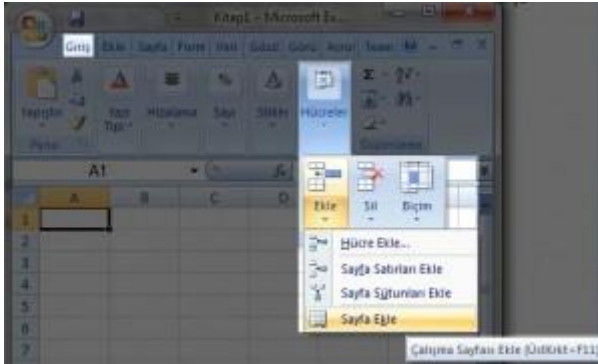 Kitap1 - Microsoft Ex...
Giriş Ekle Sayfa Form Veri Gözd Görü
Yapıştır Yazı Tipi Hizalama Sayı Stiller Hücreler
Pano Düzenleme
A1
Ekle Sil Biçim
A B C D
1
2
3
4
5
6
7
Hücre Ekle...
Sayfa Satırları Ekle
Sayfa Sütunları Ekle
Sayfa Ekle
Çalışma Sayfası Ekle (ÜstKrkt+F11)